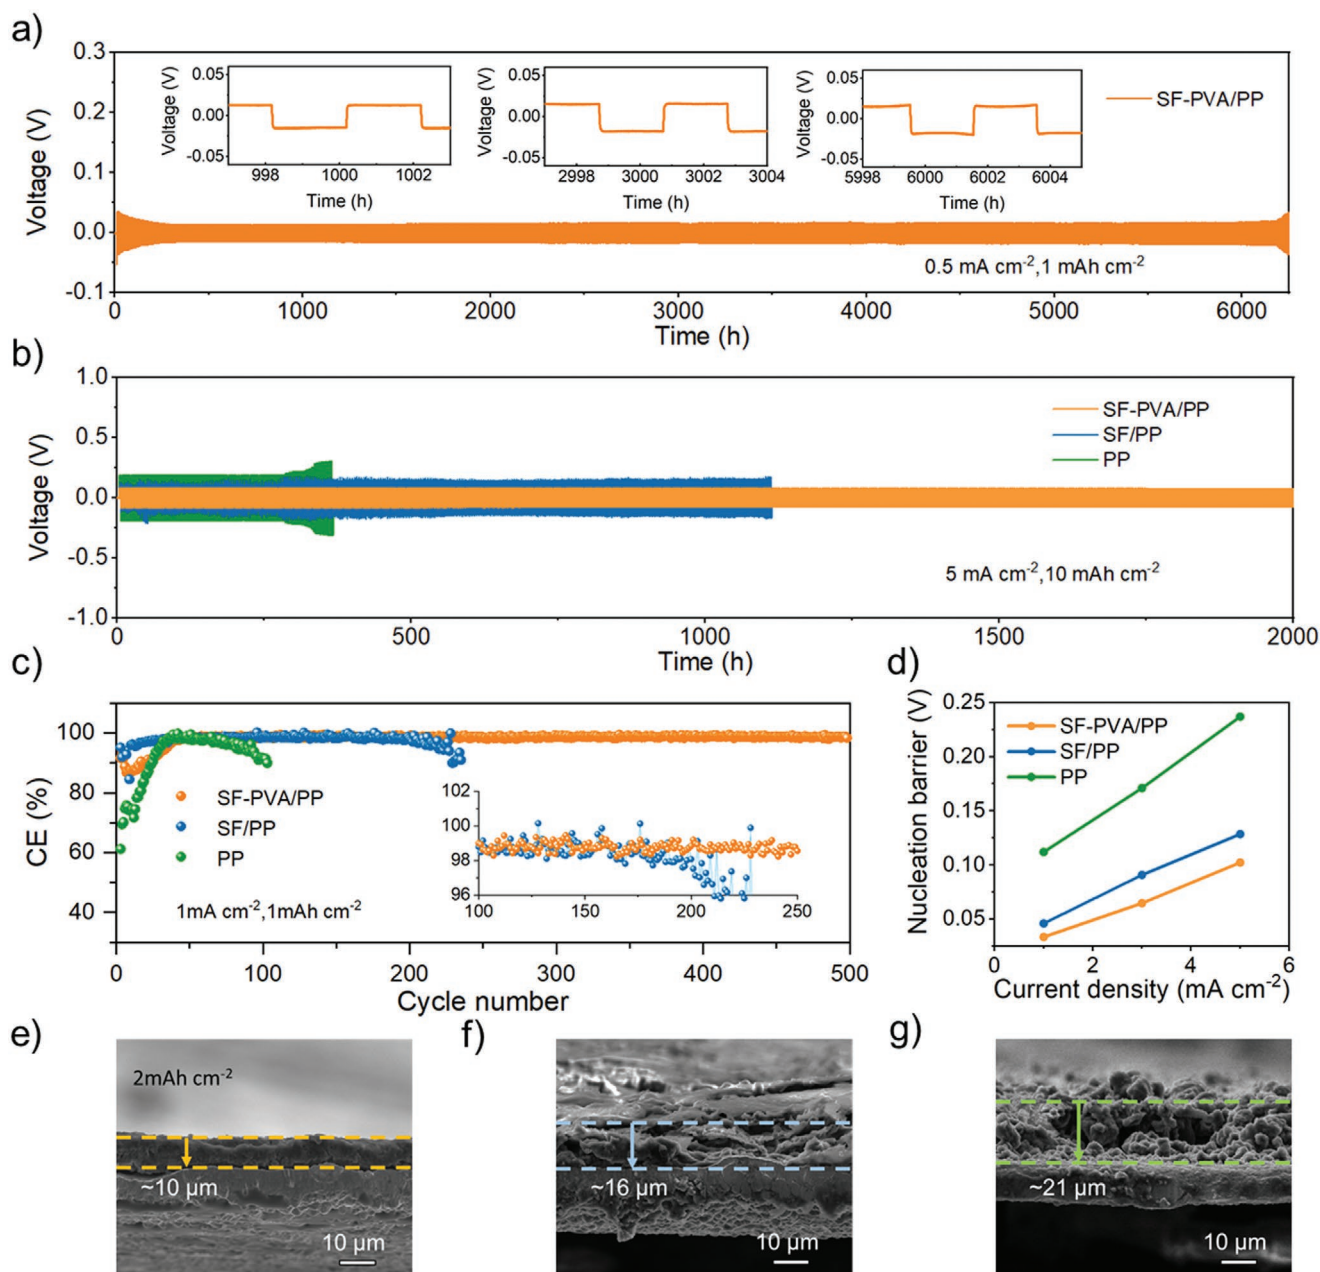 a)
0.3
0.2
0.1
0.0
-0.1
Voltage (V)
0.05
0.00
-0.05
Voltage (V)
998 1000 1002
Time (h)
0.05
0.00
-0.05
Voltage (V)
2998 3000 3002 3004
Time (h)
0.05
0.00
-0.05
Voltage (V)
5998 6000 6002 6004
Time (h)
SF-PVA/PP
0.5 mA cm⁻²,1 mAh cm⁻²
0 1000 2000 3000 4000 5000 6000
Time (h)
b)
1.0
0.5
0.0
-0.5
-1.0
Voltage (V)
SF-PVA/PP
SF/PP
PP
5 mA cm⁻²,10 mAh cm⁻²
0 500 1000 1500 2000
Time (h)
c)
100
80
60
40
CE (%)
SF-PVA/PP
SF/PP
PP
1mA cm⁻²,1mAh cm⁻²
102
100
98
96
100 150 200 250
0 100 200 300 400 500
Cycle number
d)
0.25
0.20
0.15
0.10
0.05
Nucleation barrier (V)
SF-PVA/PP
SF/PP
PP
0 2 4 6
Current density (mA cm⁻²)
e)
2mAh cm⁻²
~10 μm
10 μm
f)
~16 μm
10 μm
g)
~21 μm
10 μm